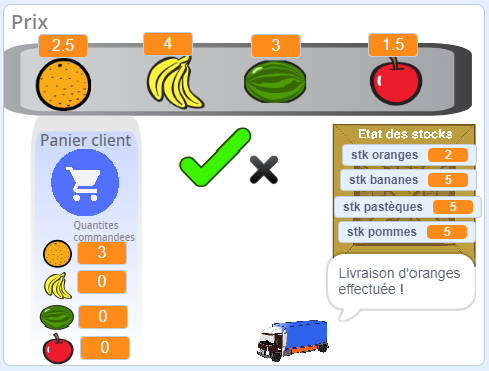 Prix
2.5
4
3
1.5
Panier client
Quantites
commandees
3
0
0
0
Etat des stocks
stk oranges 2
stk bananes 5
stk pastèques 5
stk pommes 5
Livraison d'oranges
effectuée !